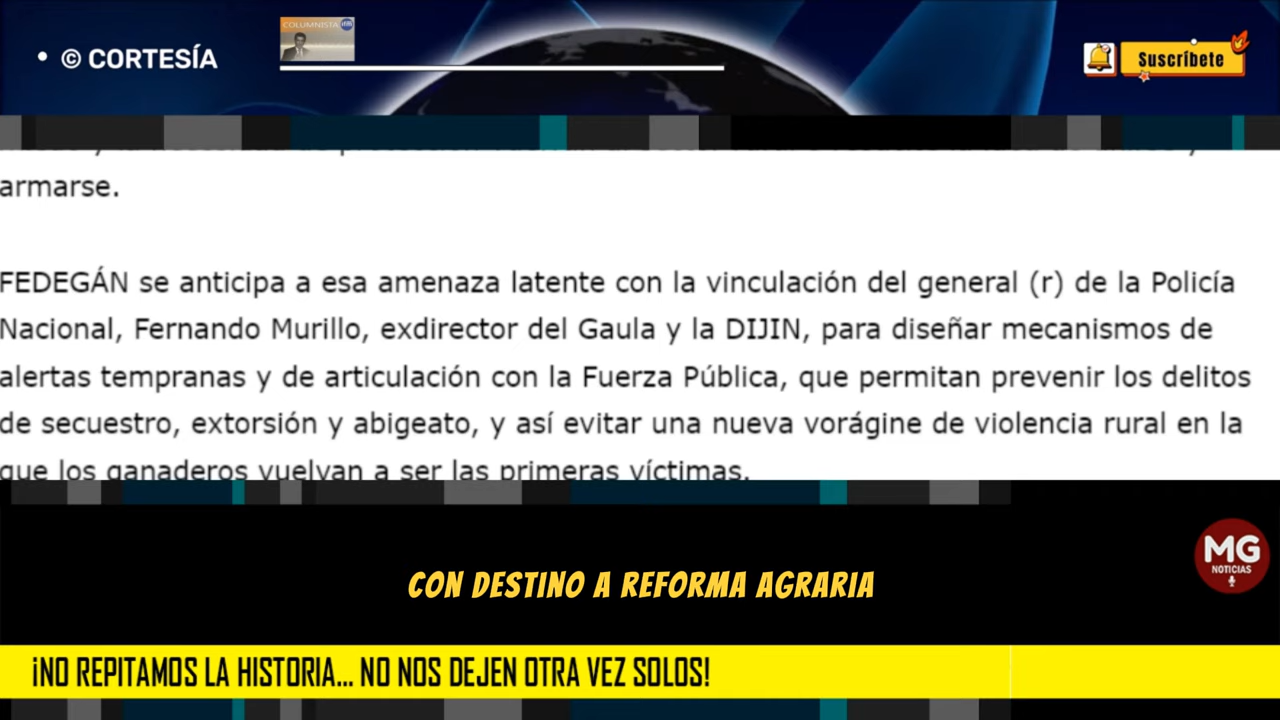 • © CORTESÍA
COLUMNISTA
Suscríbete
armarse.
FEDEGÁN se anticipa a esa amenaza latente con la vinculación del general (r) de la Policía
Nacional, Fernando Murillo, exdirector del Gaula y la DIJIN, para diseñar mecanismos de
alertas tempranas y de articulación con la Fuerza Pública, que permitan prevenir los delitos
de secuestro, extorsión y abigeato, y así evitar una nueva vorágine de violencia rural en la
que los ganaderos vuelvan a ser las primeras víctimas.
MG
NOTICIAS
CON DESTINO A REFORMA AGRARIA
¡NO REPITAMOS LA HISTORIA... NO NOS DEJEN OTRA VEZ SOLOS!